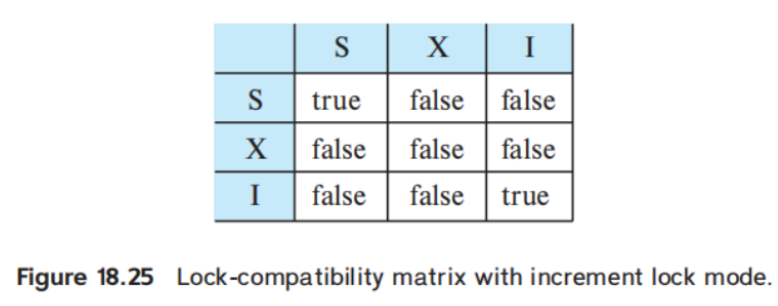 S X I
S true false false
X false false false
I false false true
Figure 18.25 Lock-compatibility matrix with increment lock mode.